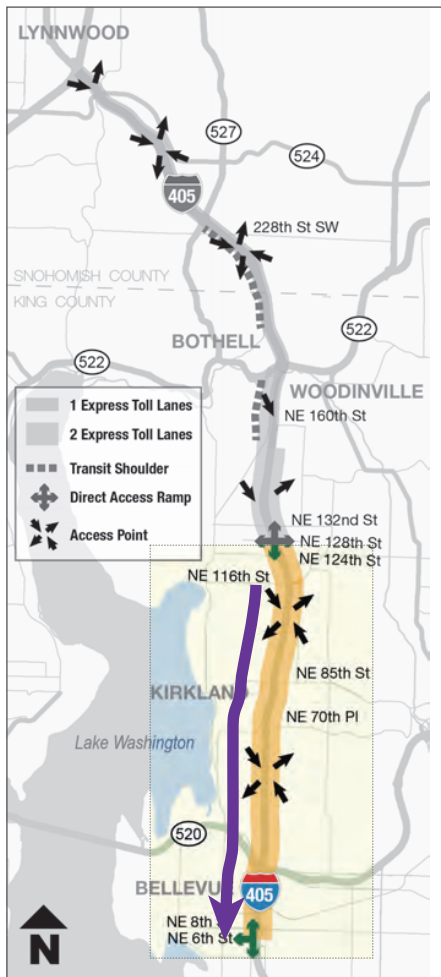 LYNNWOOD
527
524
405
228th St SW
SNOHOMISH COUNTY
KING COUNTY
522
BOTHELL
522
WOODINVILLE
1 Express Toll Lanes
2 Express Toll Lanes
Transit Shoulder
Direct Access Ramp
Access Point
NE 160th St
NE 132nd St
NE 128th St
NE 124th St
NE 116th St
NE 85th St
KIRKLAND
NE 70th Pl
Lake Washington
520
BELLEVUE
405
NE 8th
NE 6th St
N